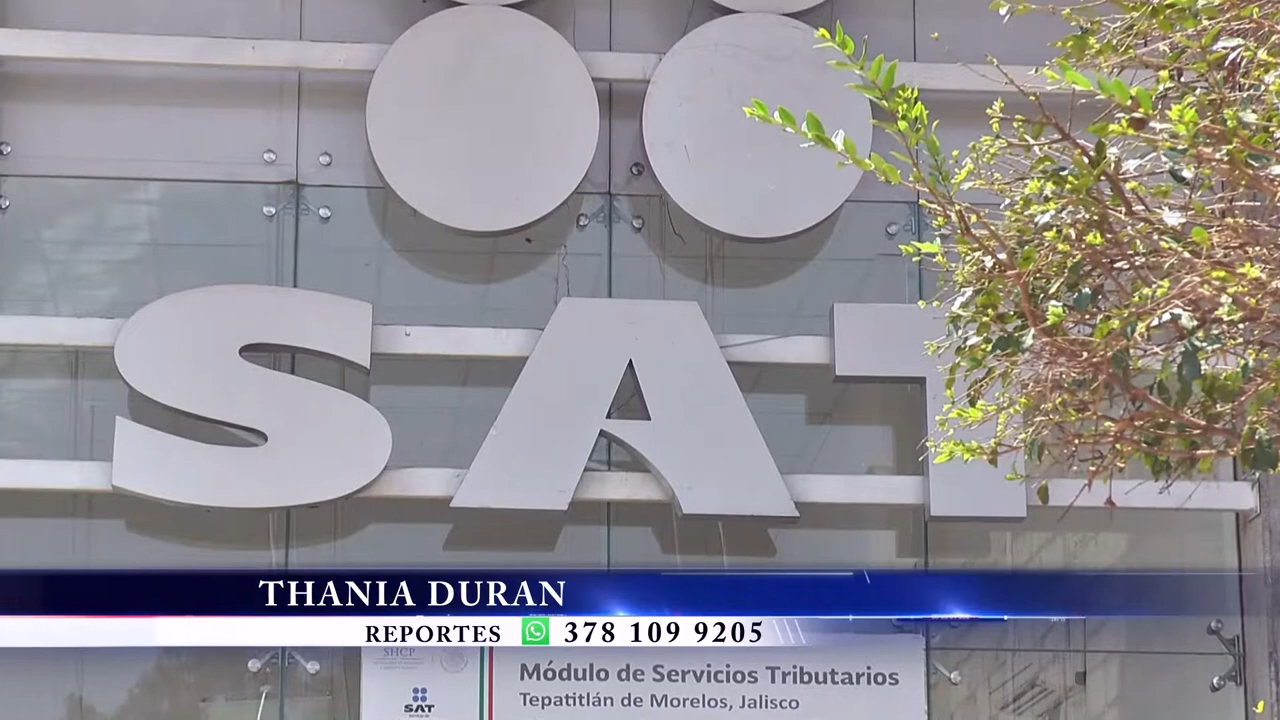 SAT
THANIA DURAN
REPORTES 378 109 9205
SHCP
Módulo de Servicios Tributarios
Tepatitlán de Morelos, Jalisco
SAT